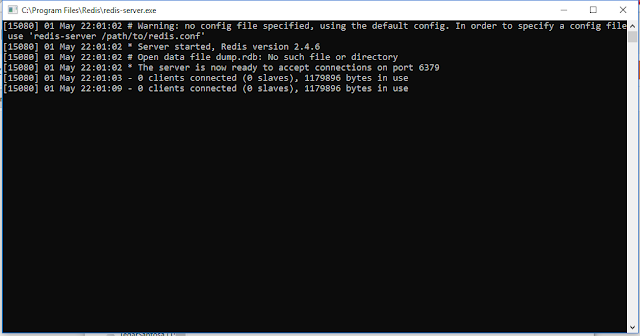 C:\Program Files\Redis\redis-server.exe
[15080] 01 May 22:01:02 # Warning: no config file specified, using the default config. In order to specify a config file
use 'redis-server /path/to/redis.conf'
[15080] 01 May 22:01:02 * Server started, Redis version 2.4.6
[15080] 01 May 22:01:02 # Open data file dump.rdb: No such file or directory
[15080] 01 May 22:01:02 * The server is now ready to accept connections on port 6379
[15080] 01 May 22:01:03 - 0 clients connected (0 slaves), 1179896 bytes in use
[15080] 01 May 22:01:09 - 0 clients connected (0 slaves), 1179896 bytes in use